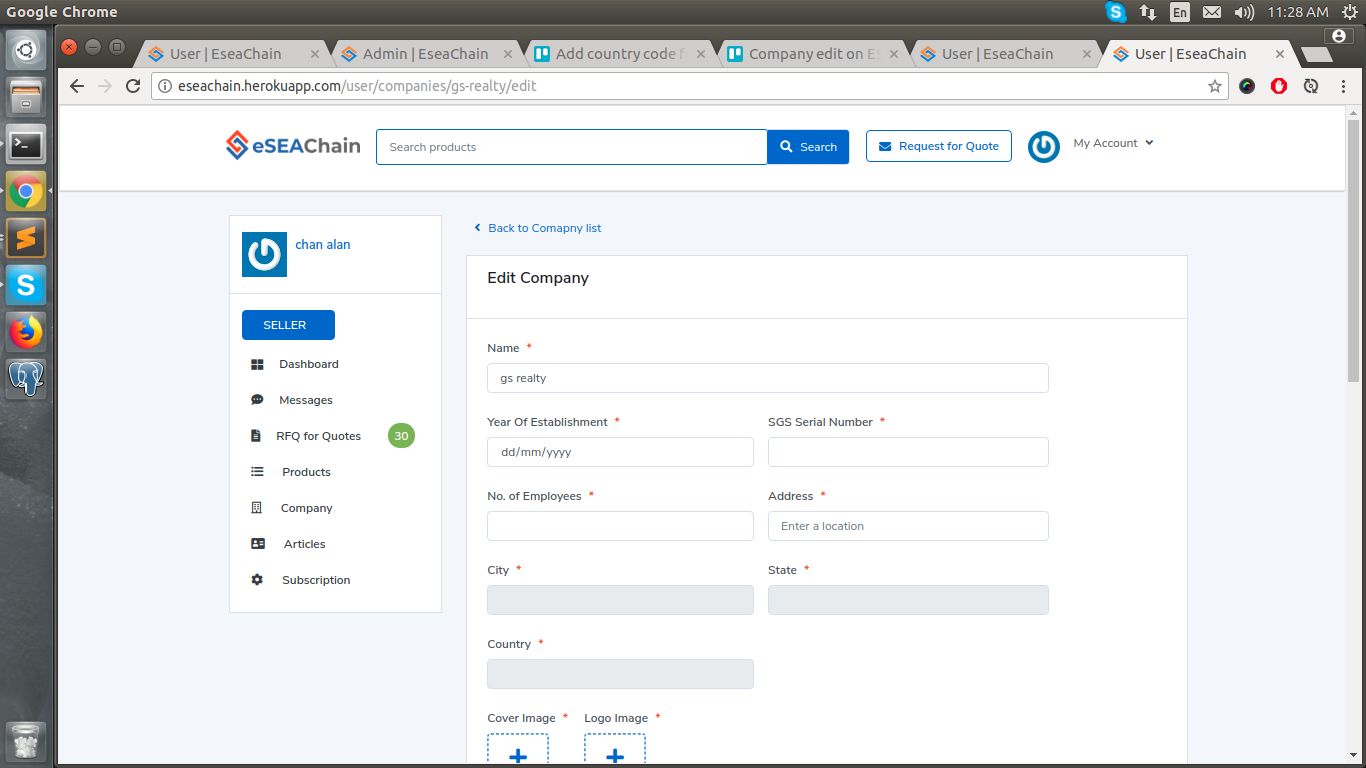 Google Chrome
En
11:28 AM
User | EseaChain
Admin | EseaChain
Add country code f
Company edit on E
User | EseaChain
User | EseaChain
eseachain.herokuapp.com/user/companies/gs-realty/edit
eSEAChain
Search products
Search
Request for Quote
My Account
chan alan
SELLER
Dashboard
Messages
RFQ for Quotes 30
Products
Company
Articles
Subscription
Back to Comapny list
Edit Company
Name *
gs realty
Year Of Establishment * SGS Serial Number *
dd/mm/yyyy
No. of Employees * Address *
Enter a location
City * State *
Country *
Cover Image * Logo Image *